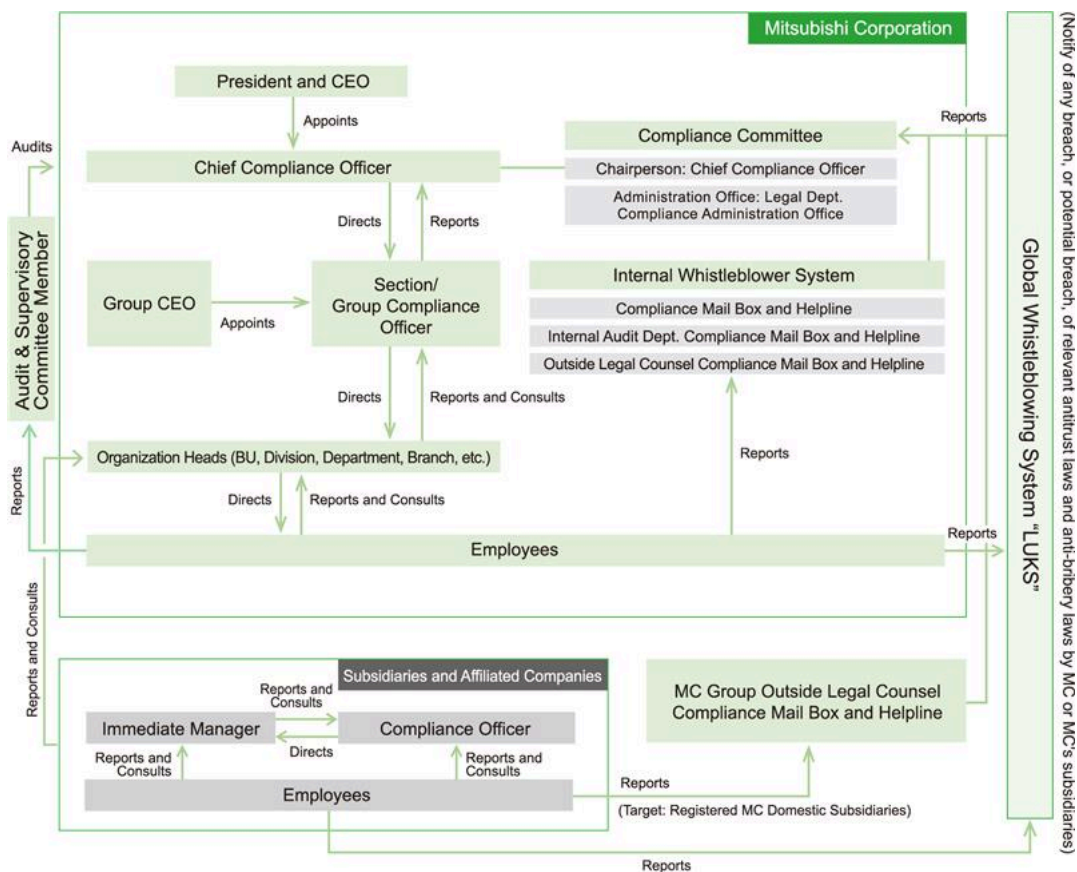 Mitsubishi Corporation
President and CEO
Appoints
Audits
Chief Compliance Officer
Reports
Compliance Committee
Chairperson: Chief Compliance Officer
Administration Office: Legal Dept.
Compliance Administration Office
Directs
Reports
Audit & Supervisory
Committee Member
Group CEO
Appoints
Section/
Group Compliance
Officer
Internal Whistleblower System
Compliance Mail Box and Helpline
Internal Audit Dept. Compliance Mail Box and Helpline
Outside Legal Counsel Compliance Mail Box and Helpline
Directs
Reports and Consults
Organization Heads (BU, Division, Department, Branch, etc.)
Reports
Reports
Directs
Reports and Consults
Employees
Reports
Global Whistleblowing System "LUKS"
(Notify of any breach, or potential breach, of relevant antitrust laws and anti-bribery laws by MC or MC's subsidiaries)
Reports and Consults
Subsidiaries and Affiliated Companies
Reports and
Consults
Immediate Manager
Compliance Officer
Directs
Reports and
Consults
Reports and
Consults
Employees
MC Group Outside Legal Counsel
Compliance Mail Box and Helpline
Reports
(Target: Registered MC Domestic Subsidiaries)
Reports